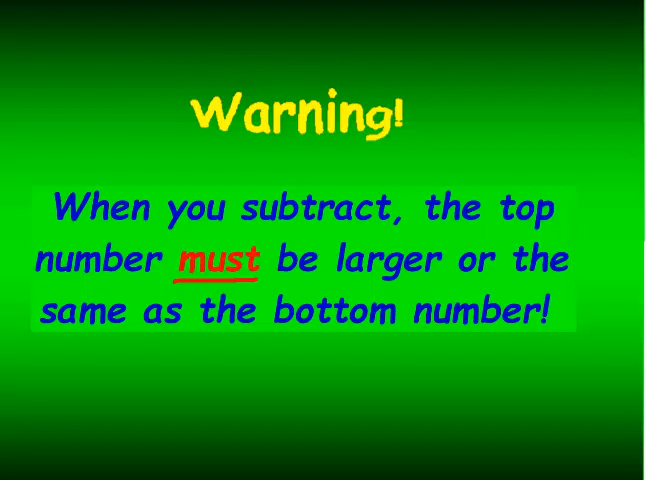 Warning!
When you subtract, the top
number must be larger or the
same as the bottom number!